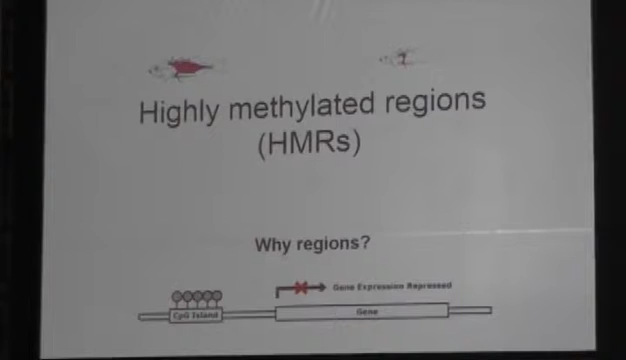 Highly methylated regions
(HMRs)
Why regions?
Gene Expression Repressed
CpG Island
Gene